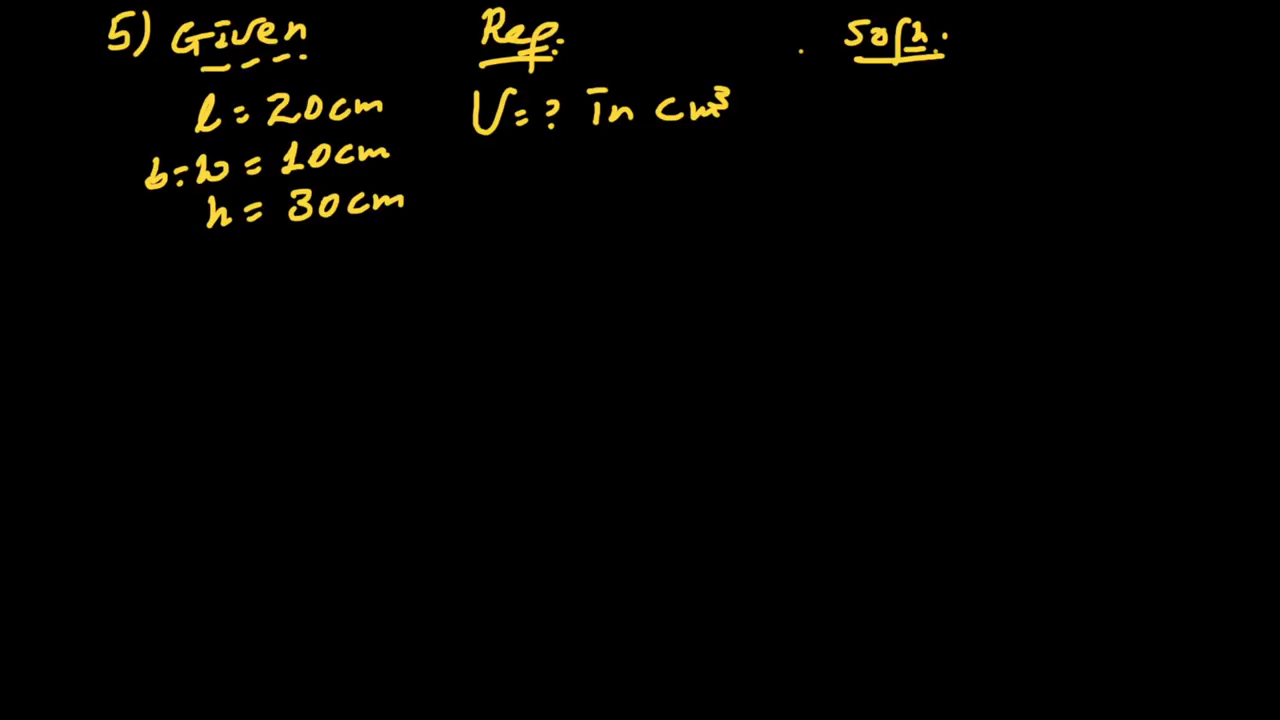 5) Given Req. Soln.
l = 20cm V = ? in cm³
b = w = 10cm
h = 30cm